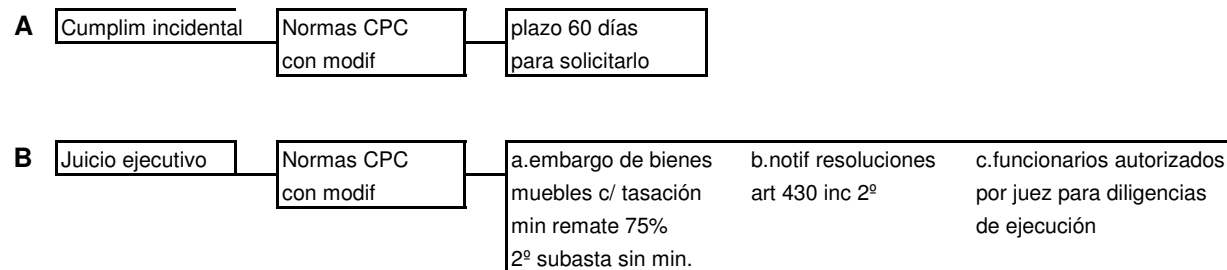 A Cumplim incidental Normas CPC plazo 60 días
con modif para solicitarlo
B Juicio ejecutivo Normas CPC a.embargo de bienes b.notif resoluciones c.funcionarios autorizados
con modif muebles c/ tasación art 430 inc 2º por juez para diligencias
min remate 75% de ejecución
2º subasta sin min.